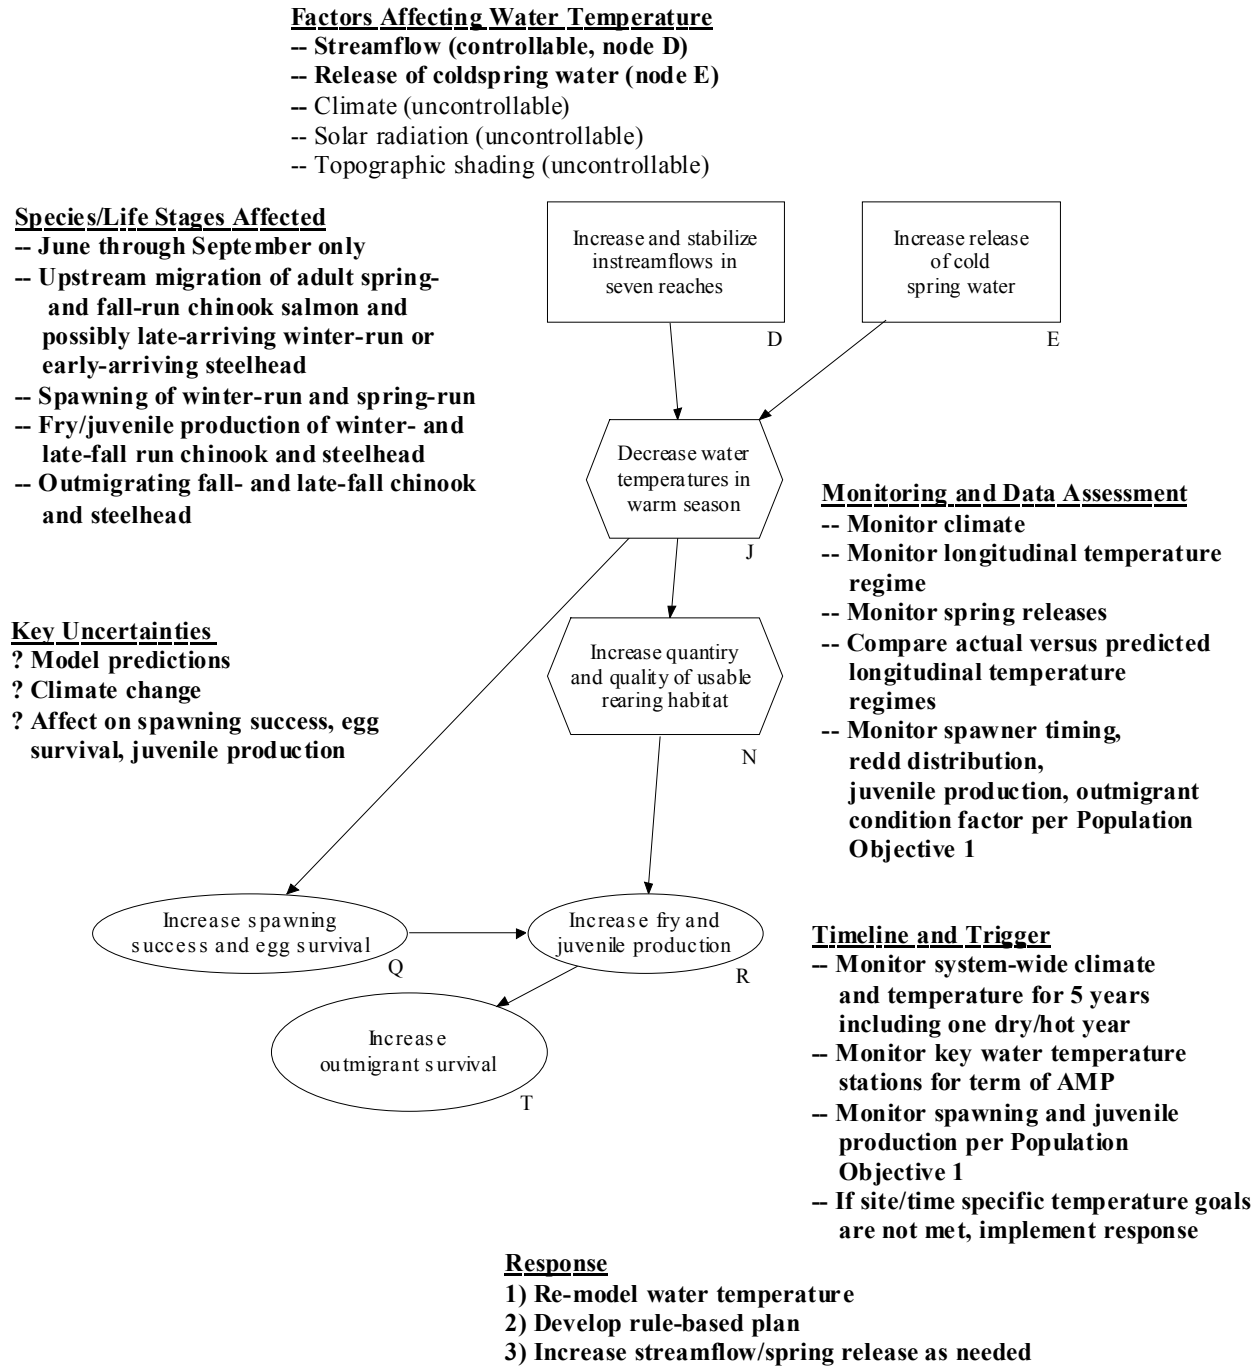 Factors Affecting Water Temperature
-- Streamflow (controllable, node D)
-- Release of coldspring water (node E)
-- Climate (uncontrollable)
-- Solar radiation (uncontrollable)
-- Topographic shading (uncontrollable)
Species/Life Stages Affected
-- June through September only
-- Upstream migration of adult spring-
and fall-run chinook salmon and
possibly late-arriving winter-run or
early-arriving steelhead
-- Spawning of winter-run and spring-run
-- Fry/juvenile production of winter- and
late-fall run chinook and steelhead
-- Outmigrating fall- and late-fall chinook
and steelhead
Increase and stabilize
instreamflows in
seven reaches
D
Increase release
of cold
spring water
E
Decrease water
temperatures in
warm season
J
Monitoring and Data Assessment
-- Monitor climate
-- Monitor longitudinal temperature
regime
-- Monitor spring releases
-- Compare actual versus predicted
longitudinal temperature
regimes
-- Monitor spawner timing,
redd distribution,
juvenile production, outmigrant
condition factor per Population
Objective 1
Key Uncertainties
? Model predictions
? Climate change
? Affect on spawning success, egg
survival, juvenile production
Increase quantiry
and quality of usable
rearing habitat
N
Increase spawning
success and egg survival
Q
Increase fry and
juvenile production
R
Increase
outmigrant survival
T
Timeline and Trigger
-- Monitor system-wide climate
and temperature for 5 years
including one dry/hot year
-- Monitor key water temperature
stations for term of AMP
-- Monitor spawning and juvenile
production per Population
Objective 1
-- If site/time specific temperature goals
are not met, implement response
Response
1) Re-model water temperature
2) Develop rule-based plan
3) Increase streamflow/spring release as needed